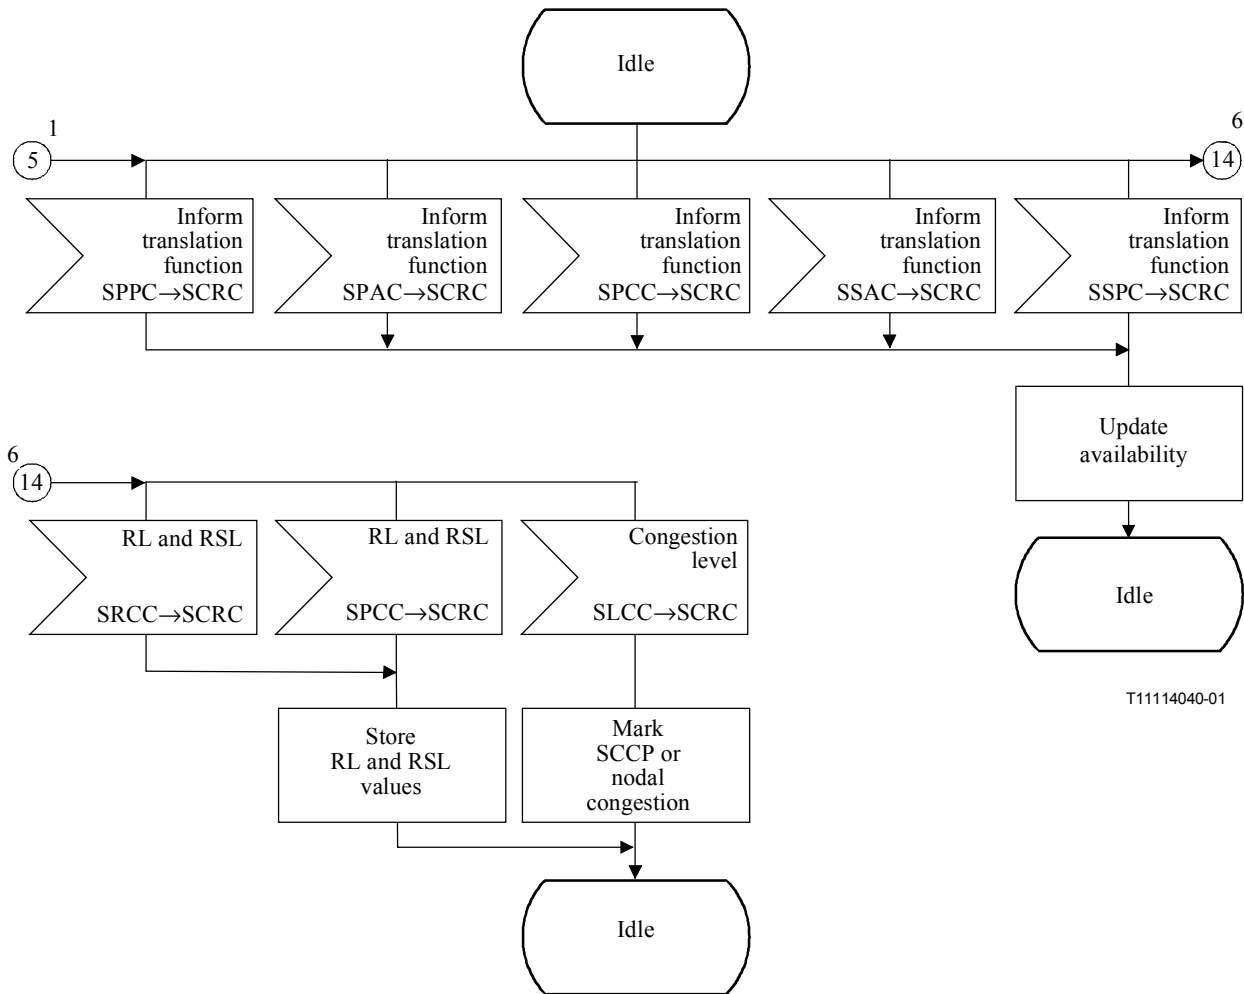 Idle
1
5
6
14
Inform
translation
function
SPPC→SCRC
Inform
translation
function
SPAC→SCRC
Inform
translation
function
SPCC→SCRC
Inform
translation
function
SSAC→SCRC
Inform
translation
function
SSPC→SCRC
Update
availability
Idle
T11114040-01
6
14
RL and RSL
SRCC→SCRC
RL and RSL
SPCC→SCRC
Congestion
level
SLCC→SCRC
Store
RL and RSL
values
Mark
SCCP or
nodal
congestion
Idle